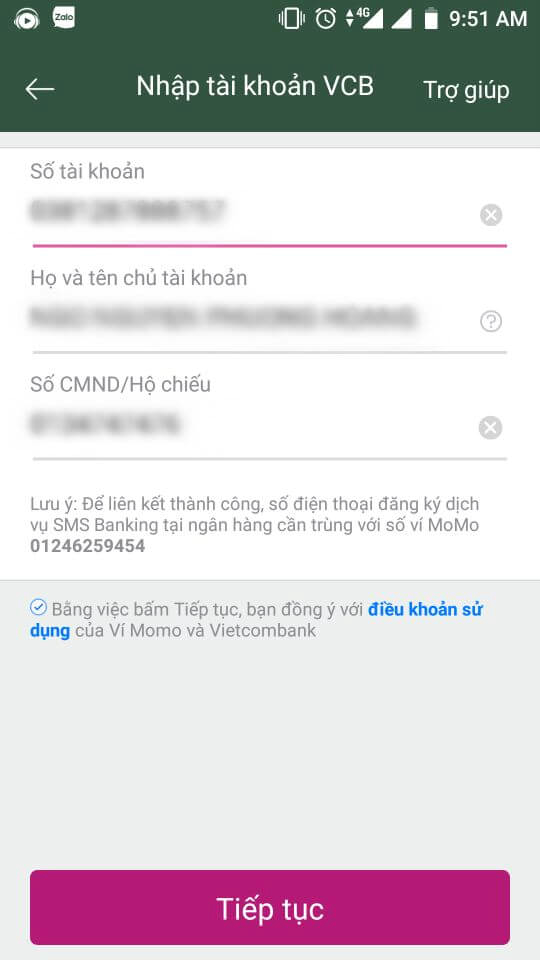 Zalo
4G
9:51 AM
Nhập tài khoản VCB
Trợ giúp
Số tài khoản
Họ và tên chủ tài khoản
Số CMND/Hộ chiếu
Lưu ý: Để liên kết thành công, số điện thoại đăng ký dịch
vụ SMS Banking tại ngân hàng cần trùng với số ví MoMo
01246259454
Bằng việc bấm Tiếp tục, bạn đồng ý với điều khoản sử
dụng của Ví Momo và Vietcombank
Tiếp tục